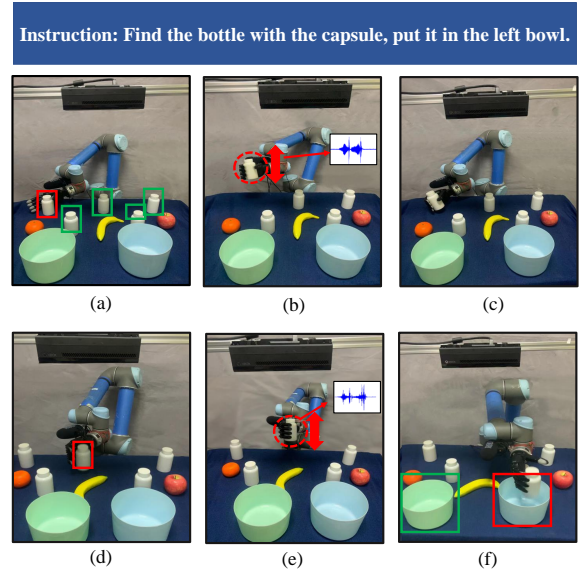 Instruction: Find the bottle with the capsule, put it in the left bowl.
(a)
(b)
(c)
(d)
(e)
(f)